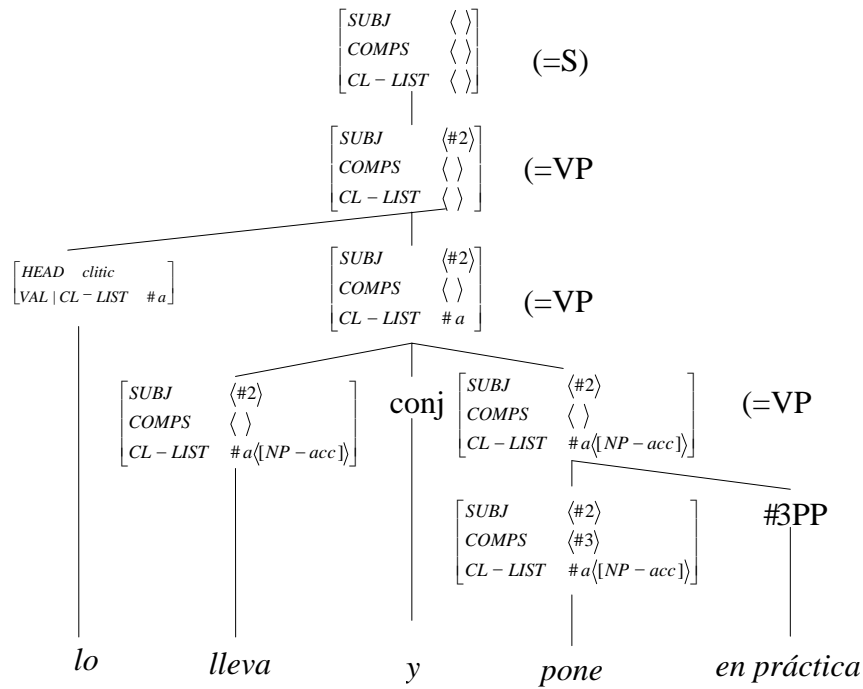 SUBJ ⟨ ⟩
COMPS ⟨ ⟩
CL – LIST ⟨ ⟩
(=S)
SUBJ ⟨#2⟩
COMPS ⟨ ⟩
CL – LIST ⟨ ⟩
(=VP
HEAD clitic
VAL | CL – LIST # a
SUBJ ⟨#2⟩
COMPS ⟨ ⟩
CL – LIST # a
(=VP
SUBJ ⟨#2⟩
COMPS ⟨ ⟩
CL – LIST # a⟨[NP – acc]⟩
conj
SUBJ ⟨#2⟩
COMPS ⟨ ⟩
CL – LIST # a⟨[NP – acc]⟩
(=VP
SUBJ ⟨#2⟩
COMPS ⟨#3⟩
CL – LIST # a⟨[NP – acc]⟩
#3PP
lo lleva y pone en práctica